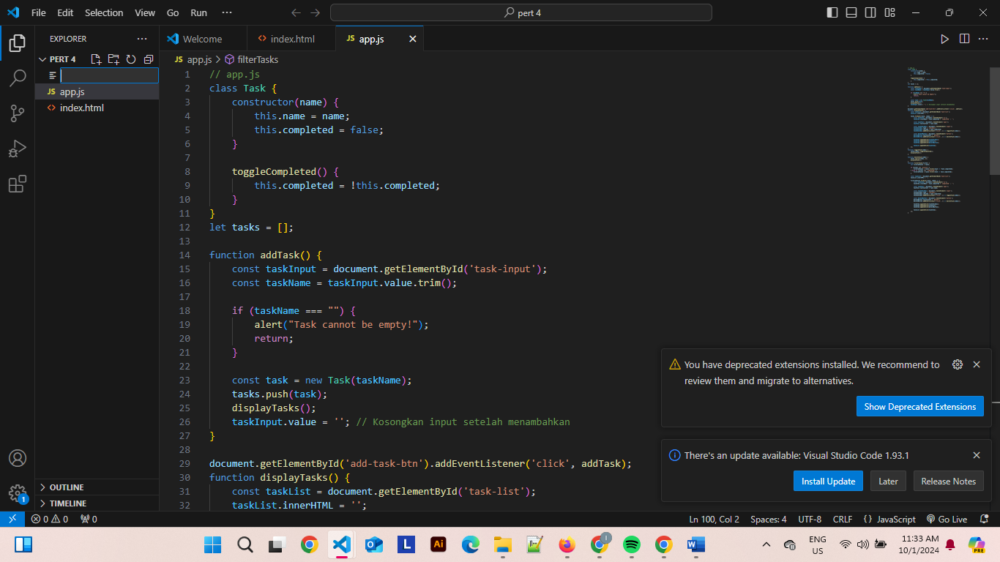 File Edit Selection View Go Run ··· pert 4
EXPLORER ···
PERT 4
JS app.js
<> index.html
OUTLINE
TIMELINE
Welcome <> index.html JS app.js
JS app.js > filterTasks
1 // app.js
2 class Task {
3 constructor(name) {
4 this.name = name;
5 this.completed = false;
6 }
7
8 toggleCompleted() {
9 this.completed = !this.completed;
10 }
11 }
12 let tasks = [];
13
14 function addTask() {
15 const taskInput = document.getElementById('task-input');
16 const taskName = taskInput.value.trim();
17
18 if (taskName === "") {
19 alert("Task cannot be empty!");
20 return;
21 }
22
23 const task = new Task(taskName);
24 tasks.push(task);
25 displayTasks();
26 taskInput.value = ''; // Kosongkan input setelah menambahkan
27 }
28
29 document.getElementById('add-task-btn').addEventListener('click', addTask);
30 function displayTasks() {
31 const taskList = document.getElementById('task-list');
32 taskList.innerHTML = '';
You have deprecated extensions installed. We recommend to
review them and migrate to alternatives.
Show Deprecated Extensions
There's an update available: Visual Studio Code 1.93.1
Install Update Later Release Notes
1
0 0 0 Ln 100, Col 2 Spaces: 4 UTF-8 CRLF {} JavaScript Go Live
L Ai W PRE
ENG
US
11:33 AM
10/1/2024